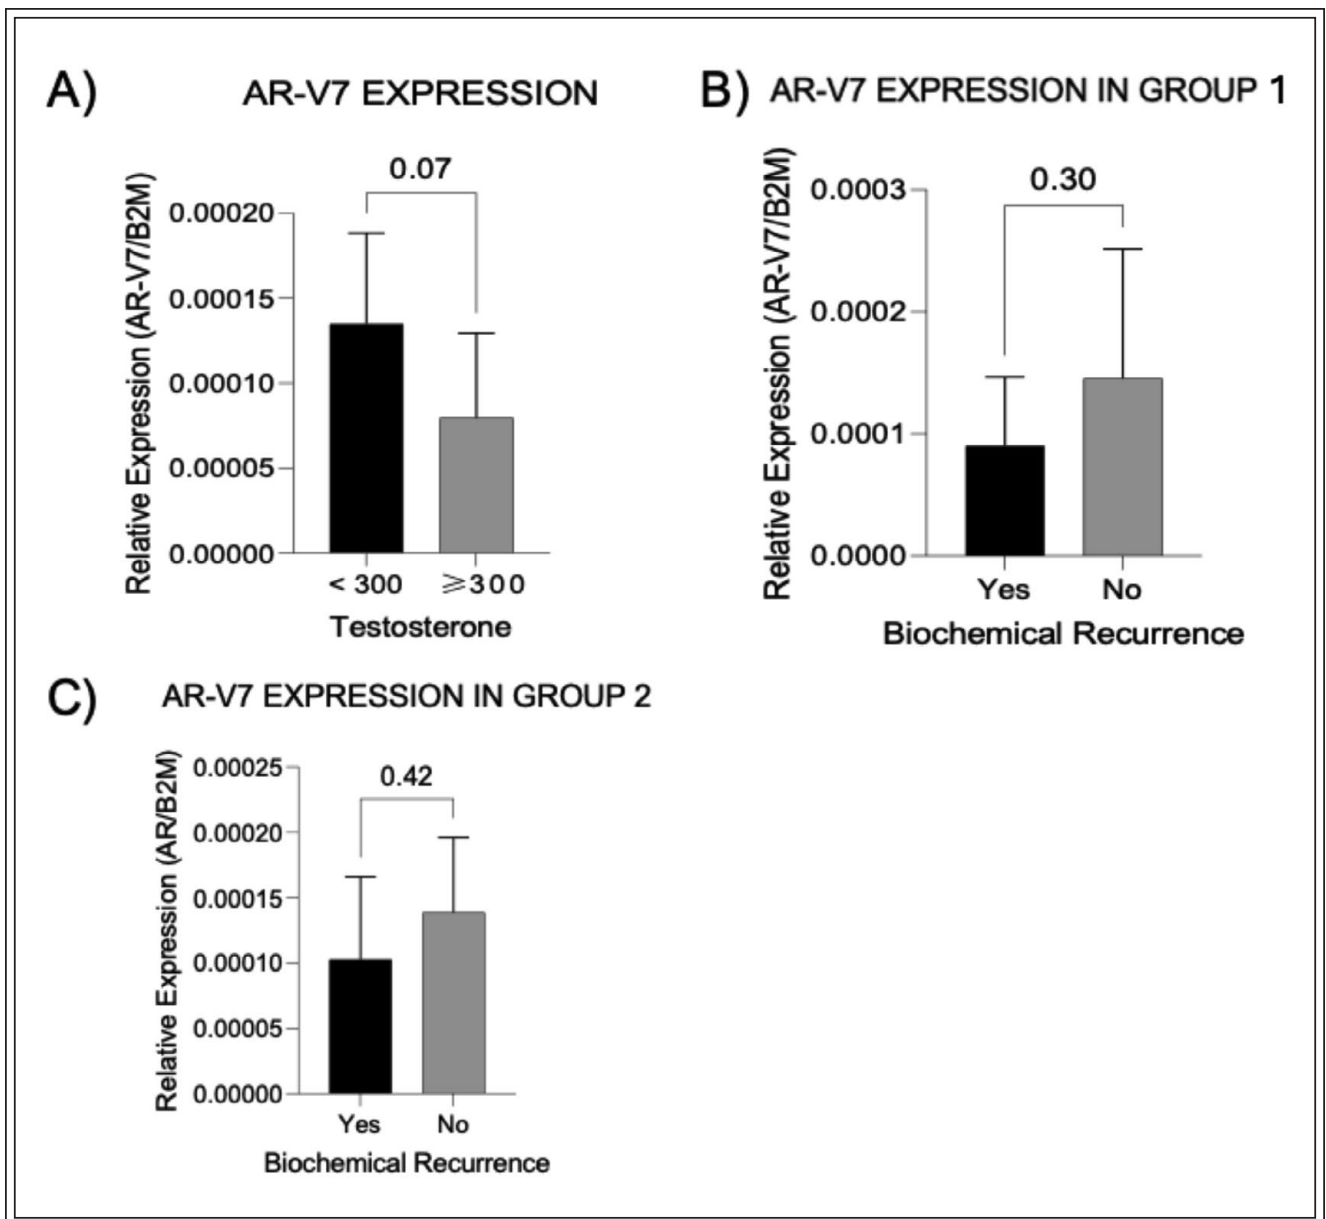 A)
AR-V7 EXPRESSION
0.07
Relative Expression (AR-V7/B2M)
0.00020
0.00015
0.00010
0.00005
0.00000
< 300
⩾300
Testosterone
B)
AR-V7 EXPRESSION IN GROUP 1
0.30
Relative Expression (AR-V7/B2M)
0.0003
0.0002
0.0001
0.0000
Yes
No
Biochemical Recurrence
C)
AR-V7 EXPRESSION IN GROUP 2
0.42
Relative Expression (AR/B2M)
0.00025
0.00020
0.00015
0.00010
0.00005
0.00000
Yes
No
Biochemical Recurrence